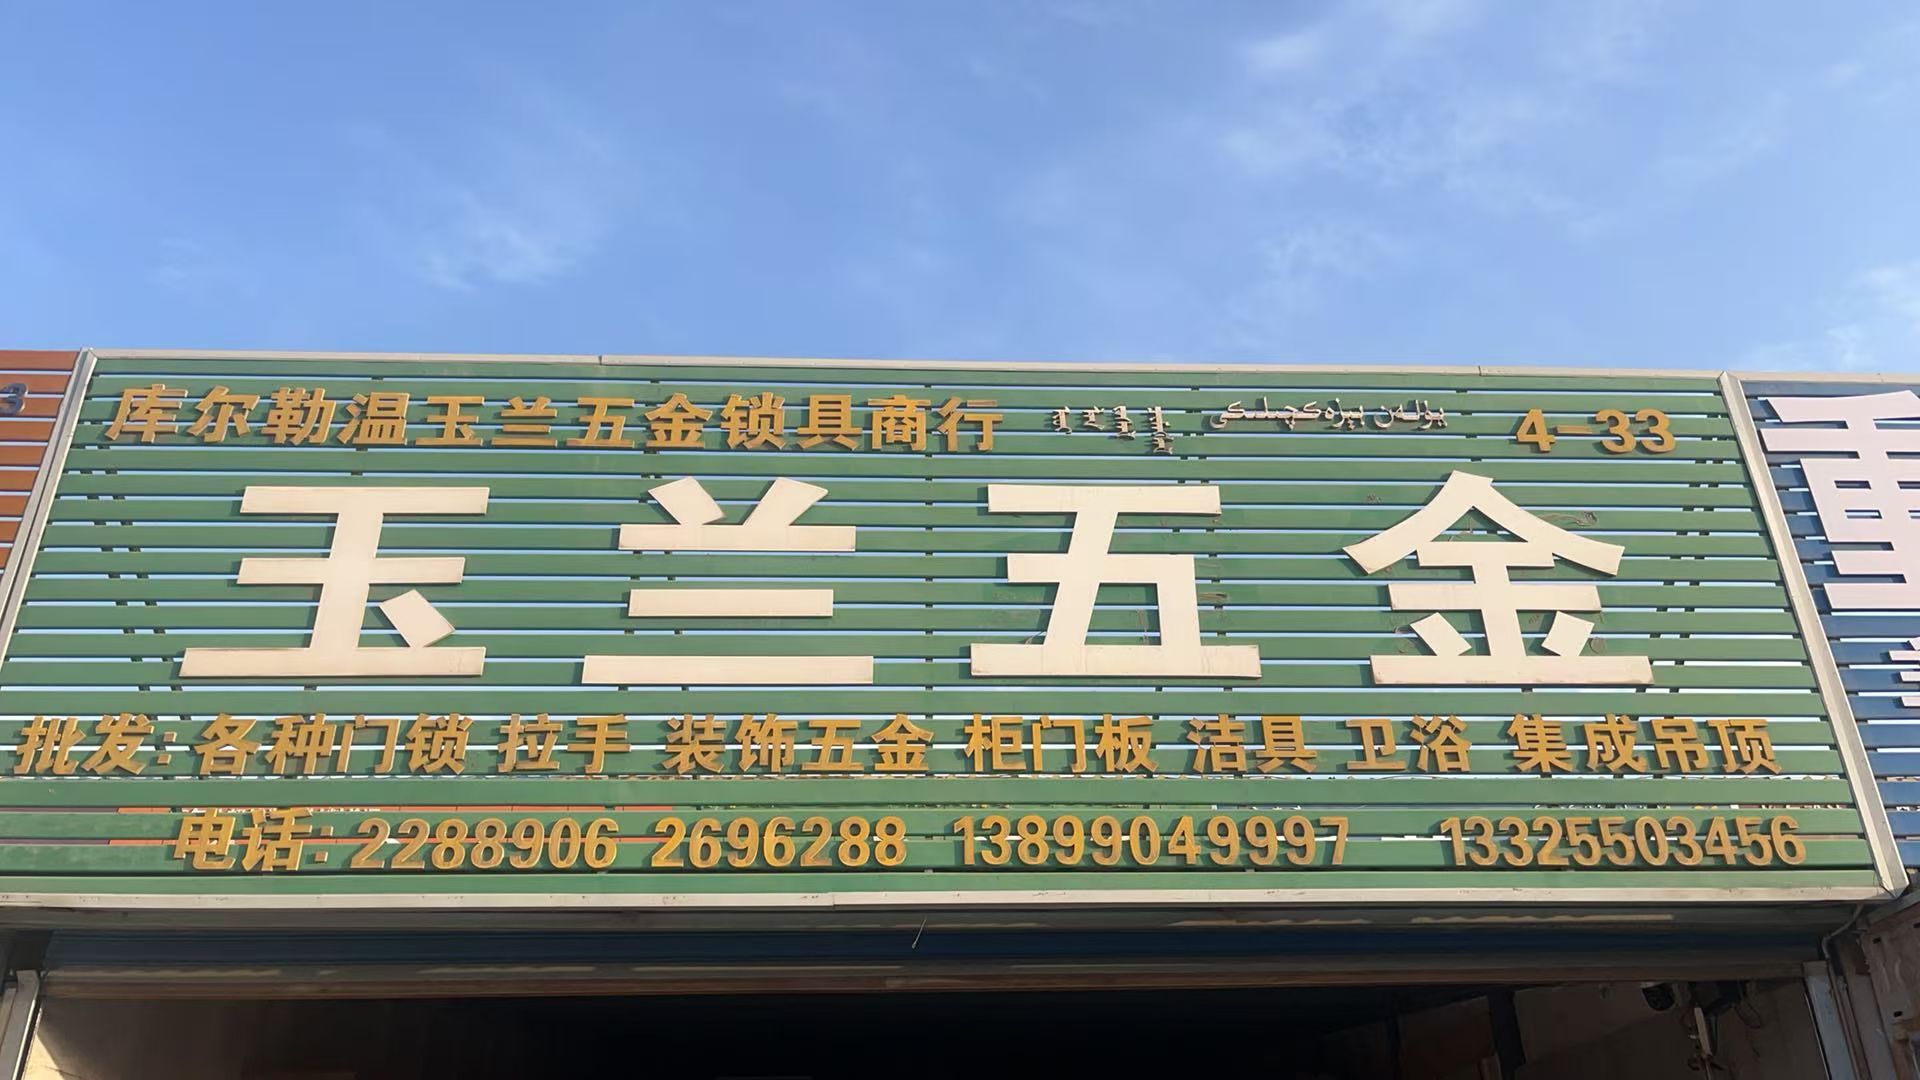 库尔勒温玉兰五金锁具商行 4-33
玉兰五金
批发:各种门锁 拉手 装饰五金 柜门板 洁具 卫浴 集成吊顶
电话:2288906 2696288 13899049997 13325503456
3
重